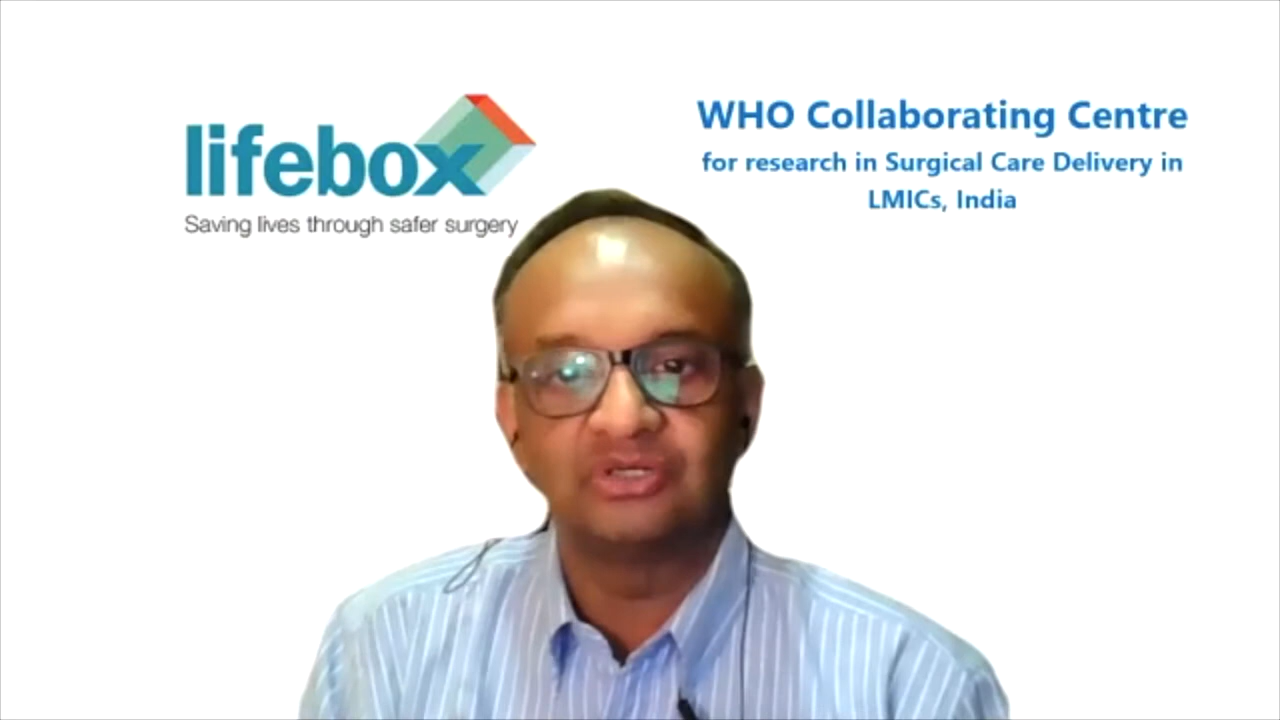 lifebox
Saving lives through safer surgery
WHO Collaborating Centre
for research in Surgical Care Delivery in
LMICs, India